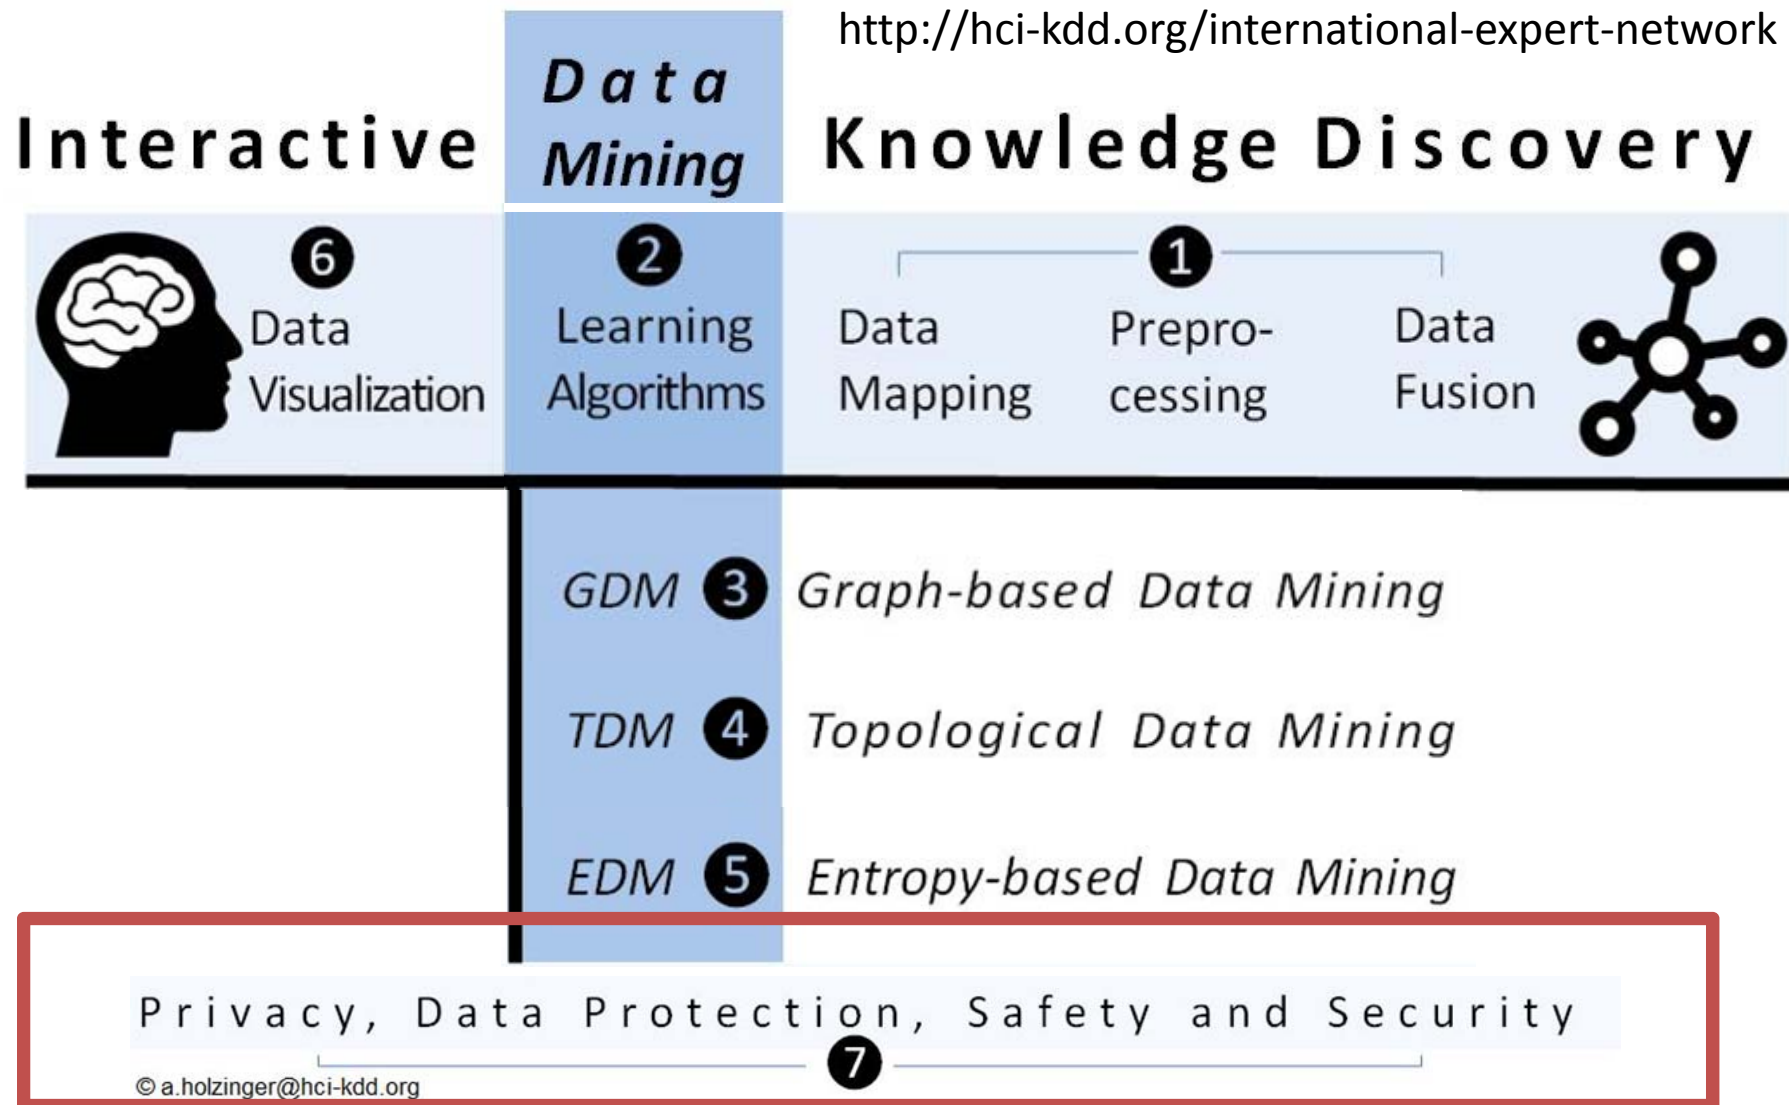 http://hci-kdd.org/international-expert-network
Interactive Data Mining Knowledge Discovery
6
Data
Visualization
2
Learning
Algorithms
1
Data
Mapping
Prepro-
cessing
Data
Fusion
GDM 3 Graph-based Data Mining
TDM 4 Topological Data Mining
EDM 5 Entropy-based Data Mining
Privacy, Data Protection, Safety and Security
7
© a.holzinger@hci-kdd.org